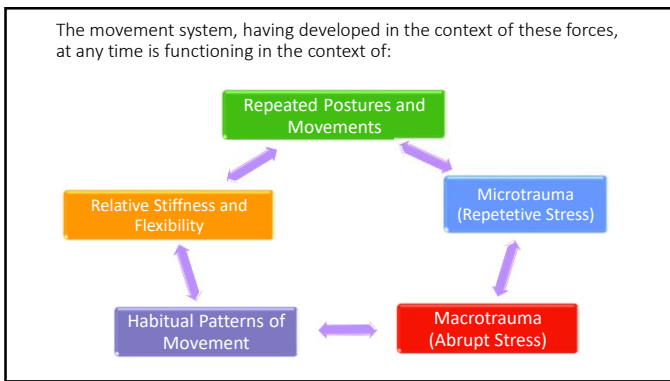 The movement system, having developed in the context of these forces,
at any time is functioning in the context of:
Repeated Postures and
Movements
Microtrauma
(Repetetive Stress)
Macrotrauma
(Abrupt Stress)
Habitual Patterns of
Movement
Relative Stiffness and
Flexibility